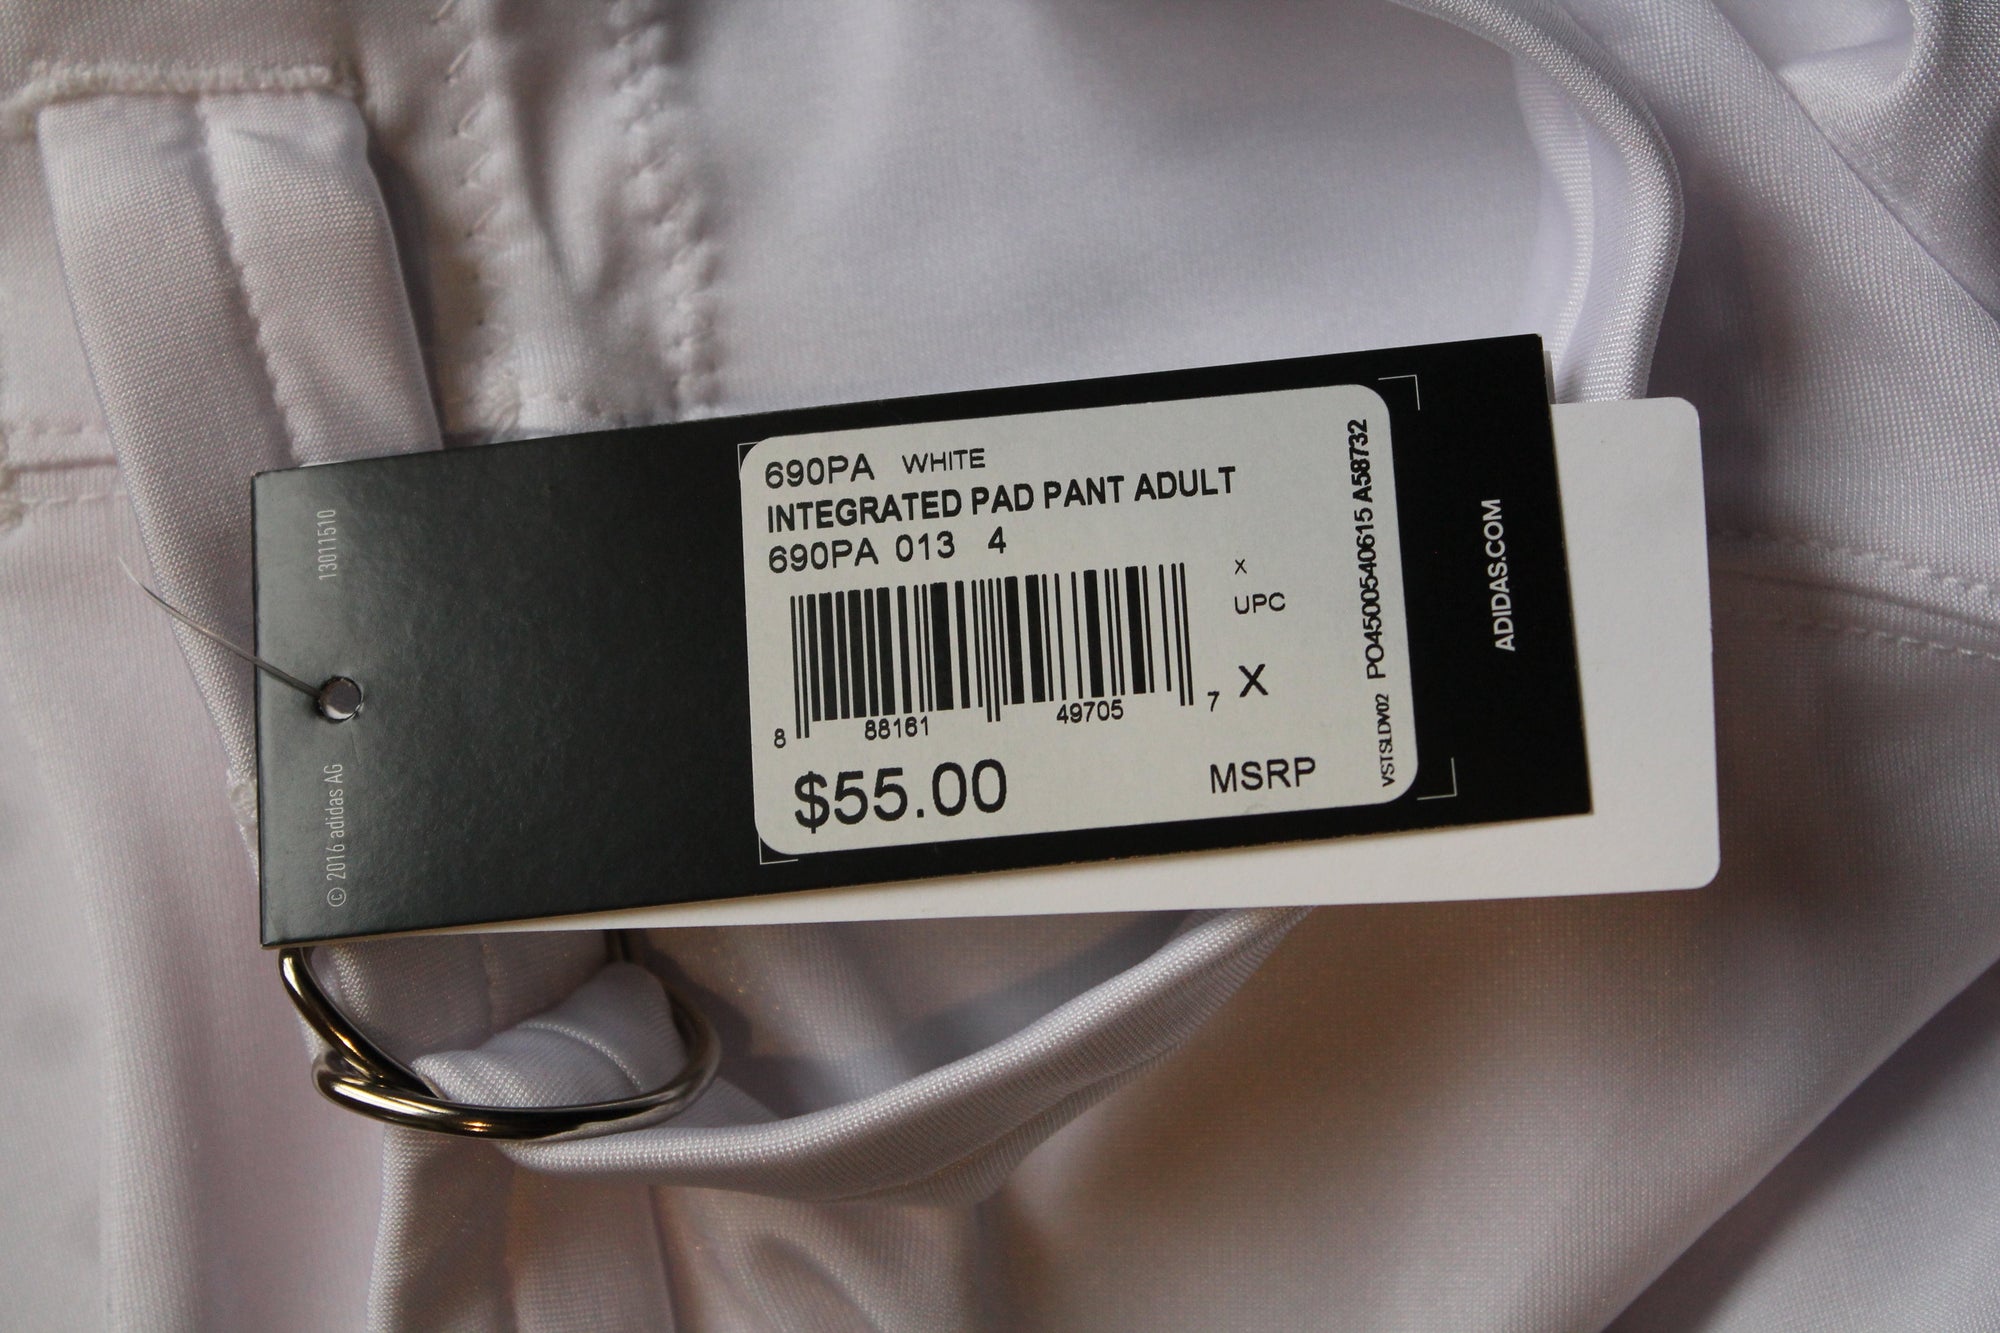 690PA WHITE
INTEGRATED PAD PANT ADULT
690PA 013 4
X
UPC
8 88161 49705 7 X
$55.00 MSRP
VSTSLDV02 PO4500540615 A58732
ADIDAS.COM
13011510
© 2016 adidas AG